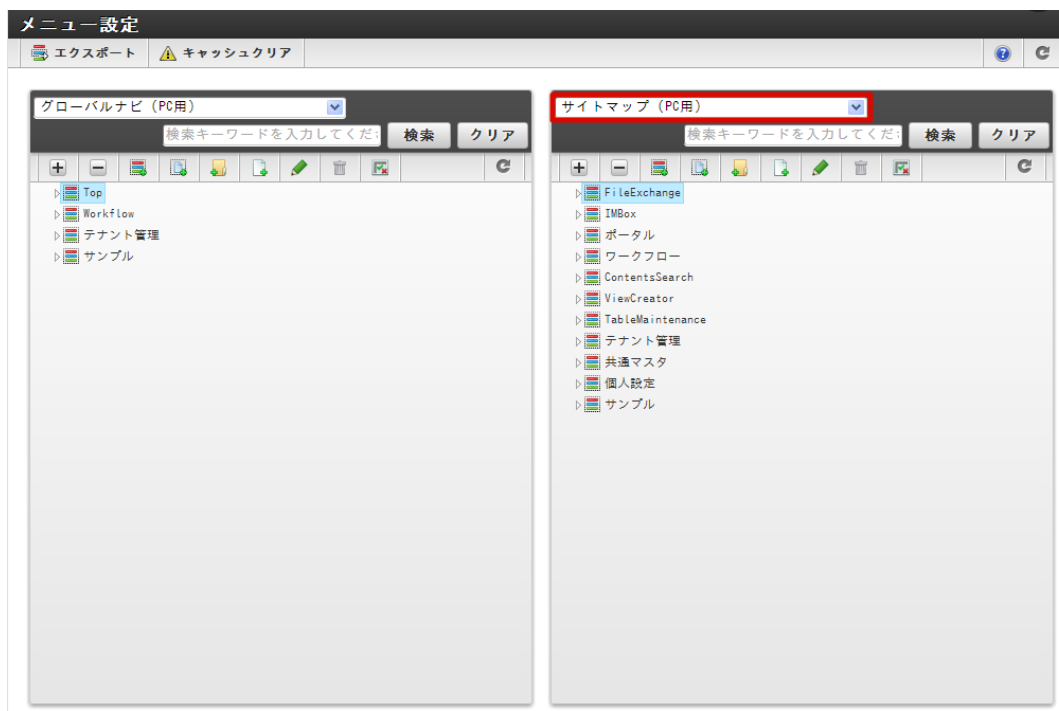 メニュー設定
エクスポート キャッシュクリア
グローバルナビ（PC用）
検索キーワードを入力してくだ 検索 クリア
Top
Workflow
テナント管理
サンプル
サイトマップ（PC用）
検索キーワードを入力してくだ 検索 クリア
FileExchange
IMBox
ポータル
ワークフロー
ContentsSearch
ViewCreator
TableMaintenance
テナント管理
共通マスタ
個人設定
サンプル